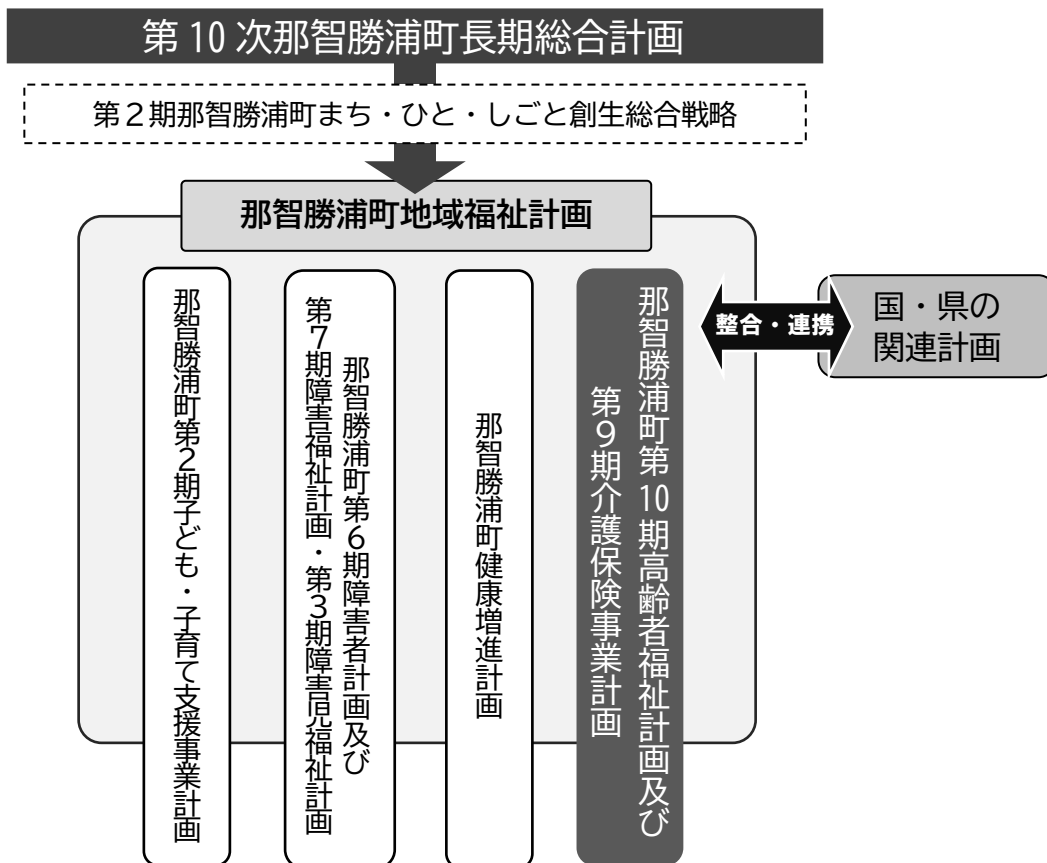 第10次那智勝浦町長期総合計画
第２期那智勝浦町まち・ひと・しごと創生総合戦略
那智勝浦町地域福祉計画
那智勝浦町第２期子ども・子育て支援事業計画
那智勝浦町第６期障害者計画及び
第７期障害福祉計画・第３期障害児福祉計画
那智勝浦町健康増進計画
那智勝浦町第10期高齢者福祉計画及び
第９期介護保険事業計画
整合・連携
国・県の
関連計画